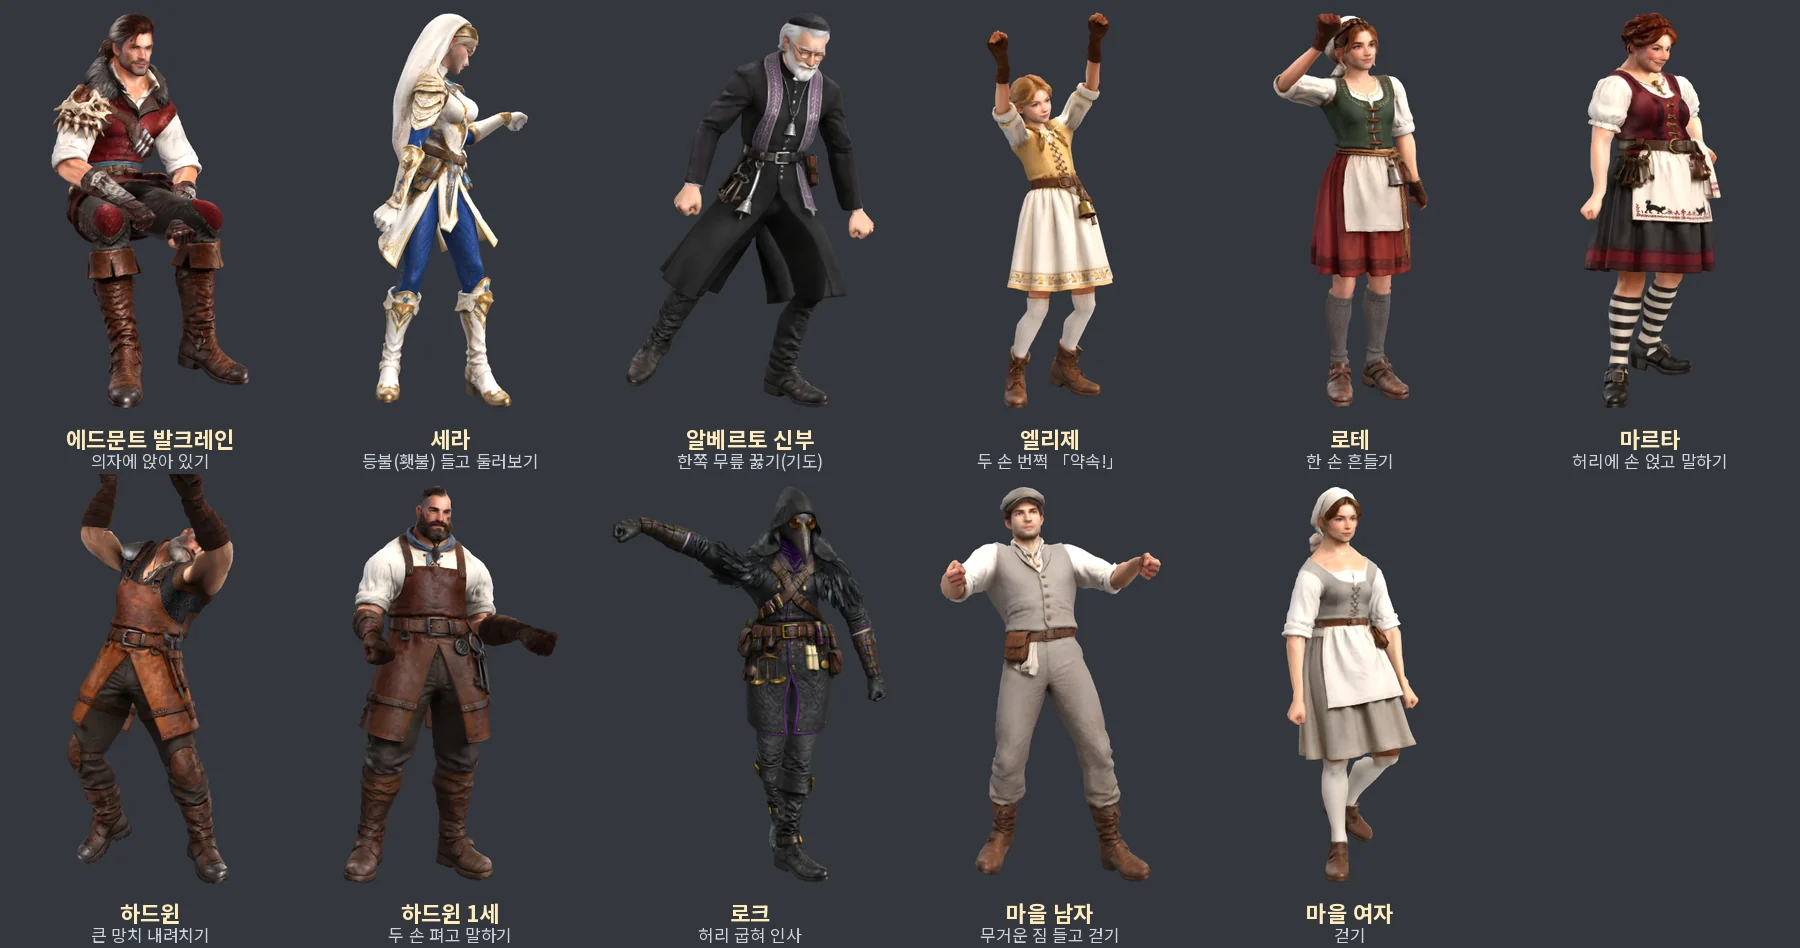 에드문트 발크레인
의자에 앉아 있기
세라
등불(횃불) 들고 둘러보기
알베르토 신부
한쪽 무릎 꿇기(기도)
엘리제
두 손 번쩍 「약속!」
로테
한 손 흔들기
마르타
허리에 손 얹고 말하기
하드윈
큰 망치 내려치기
하드윈 1세
두 손 펴고 말하기
로크
허리 굽혀 인사
마을 남자
무거운 짐 들고 걷기
마을 여자
걷기